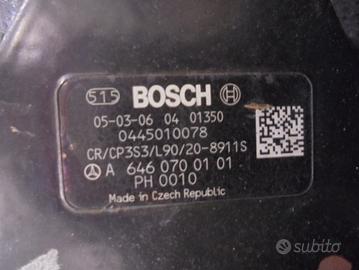 515 BOSCH
05-03-06 04 01350
0445010078
CR/CP3S3/L90/20-8911S
A 646 070 01 01
PH 0010
Made in Czech Republic
subito